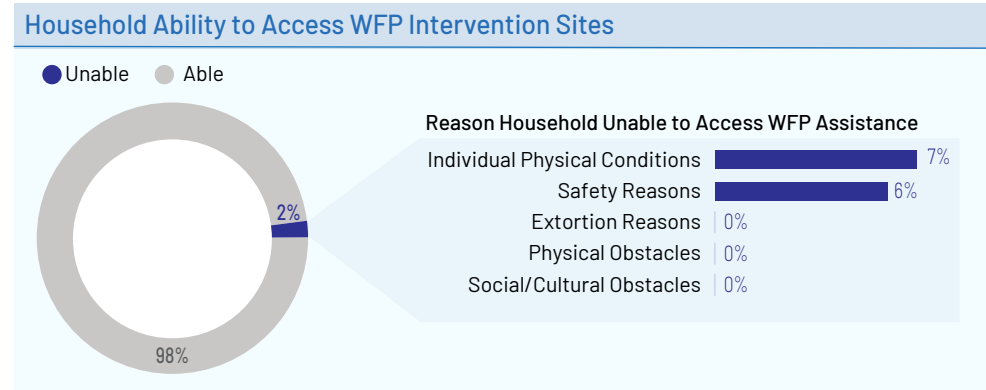 Household Ability to Access WFP Intervention Sites
Unable Able
2%
98%
Reason Household Unable to Access WFP Assistance
Individual Physical Conditions 7%
Safety Reasons 6%
Extortion Reasons 0%
Physical Obstacles 0%
Social/Cultural Obstacles 0%